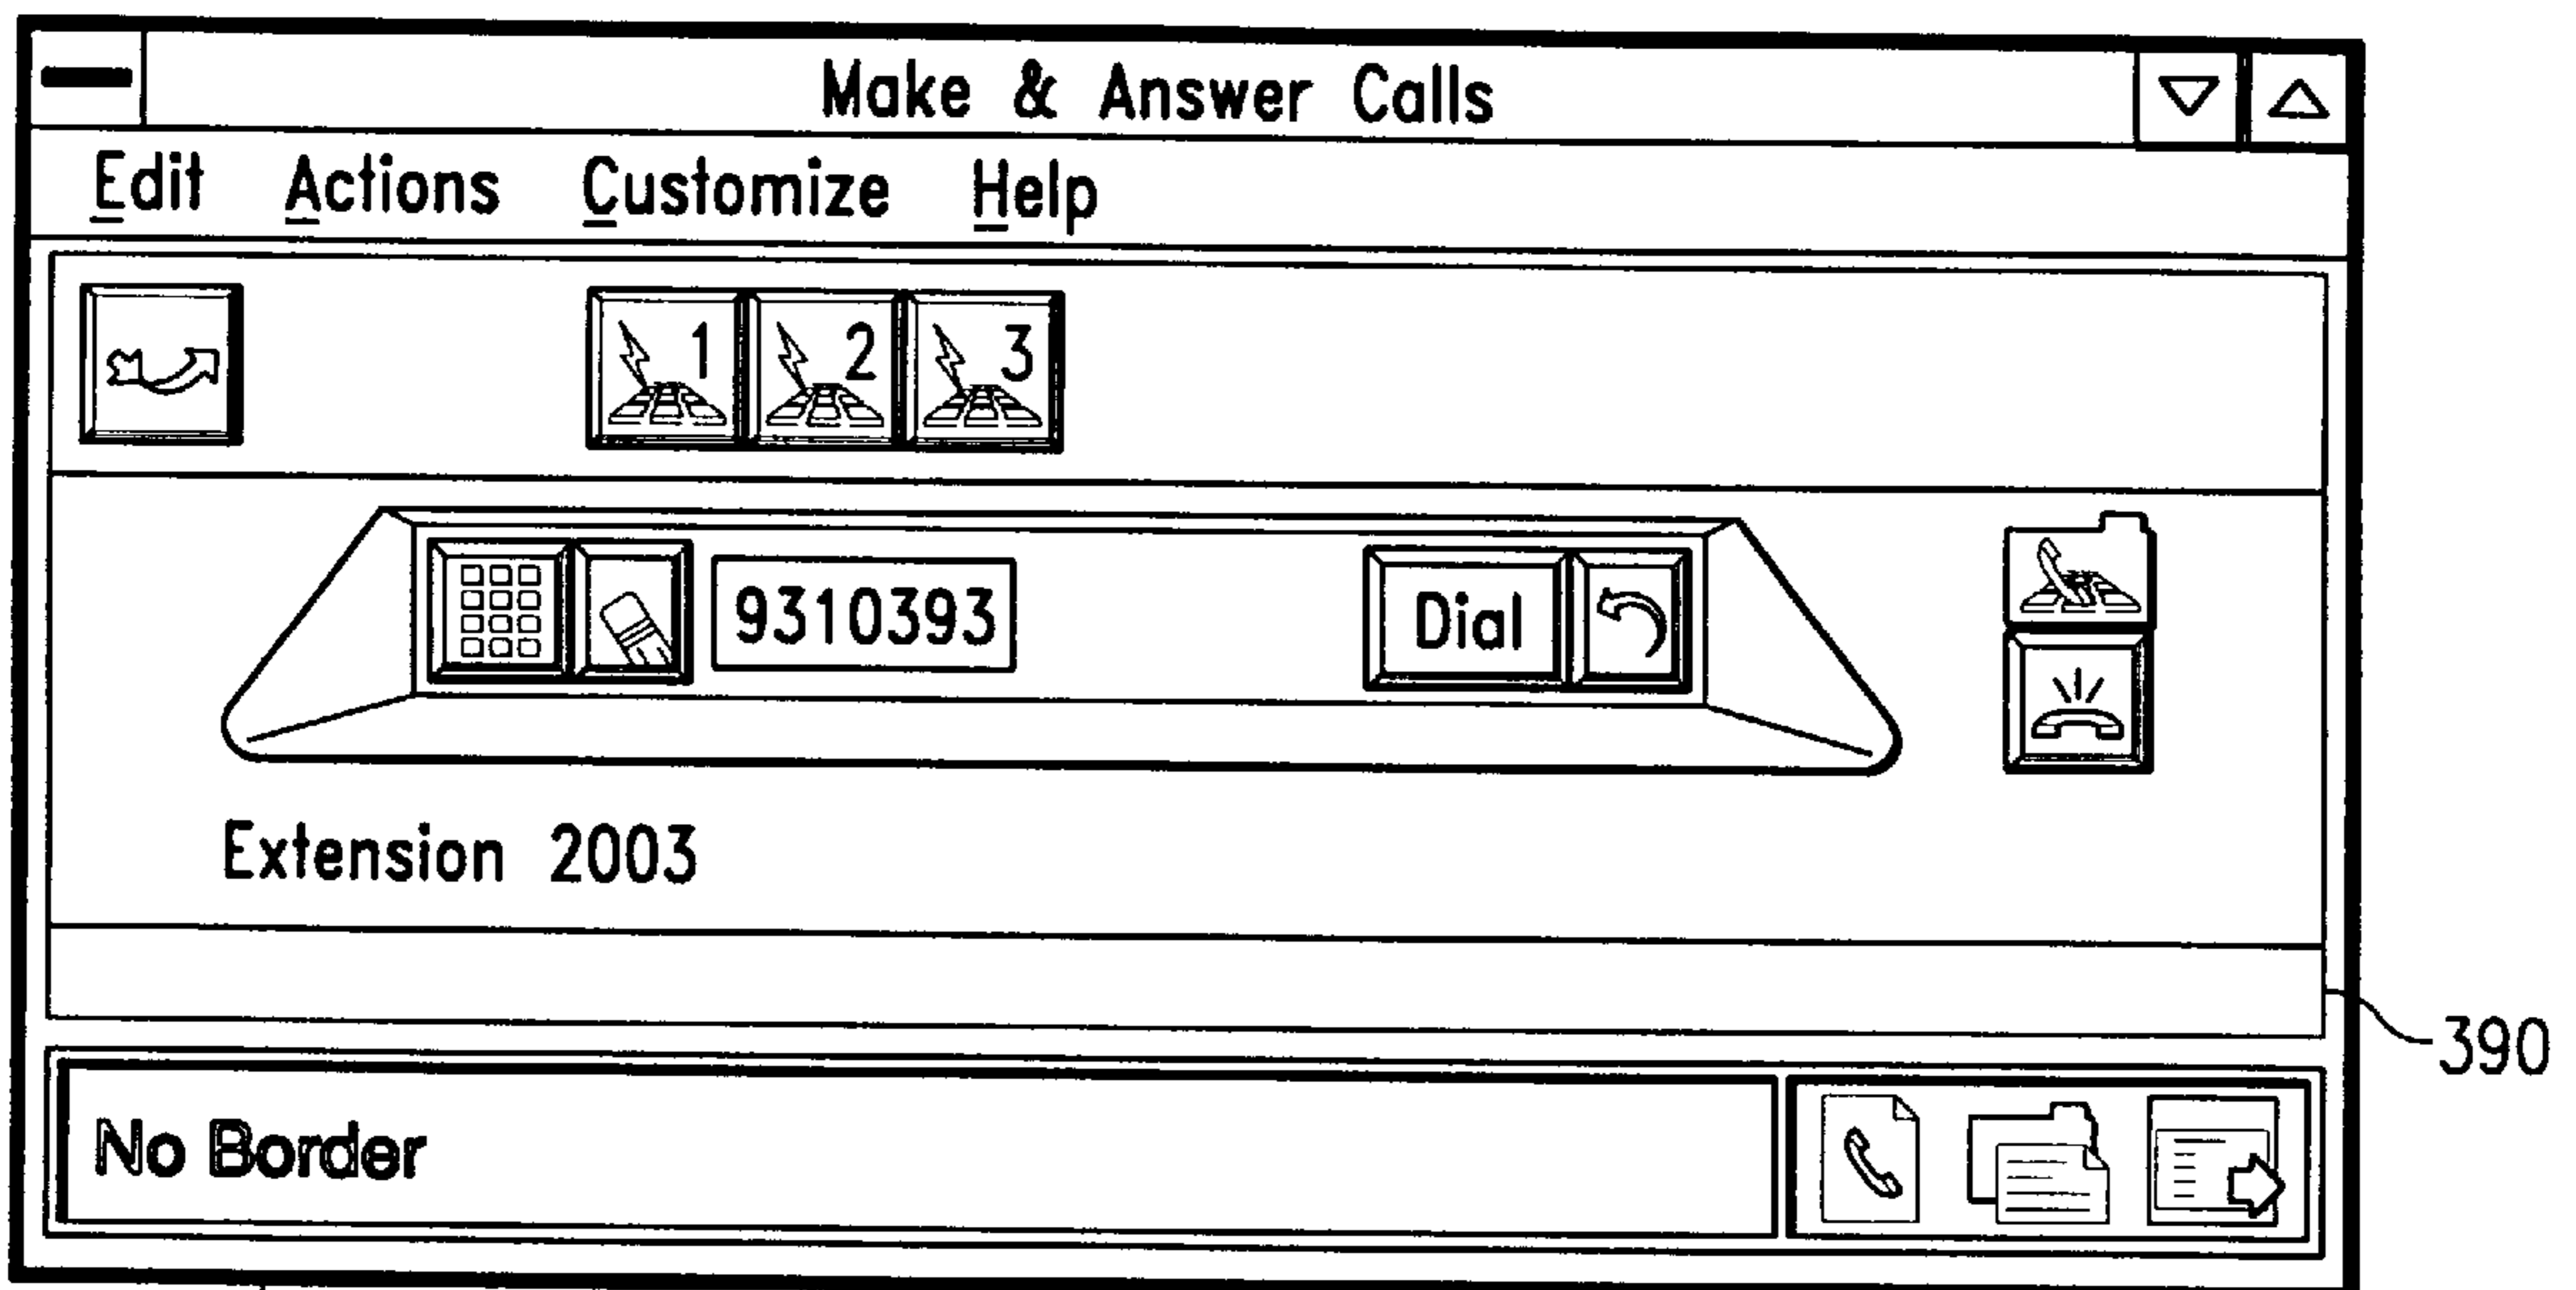 Make & Answer Calls
Edit Actions Customize Help
1 2 3
9310393 Dial
Extension 2003
390
No Border